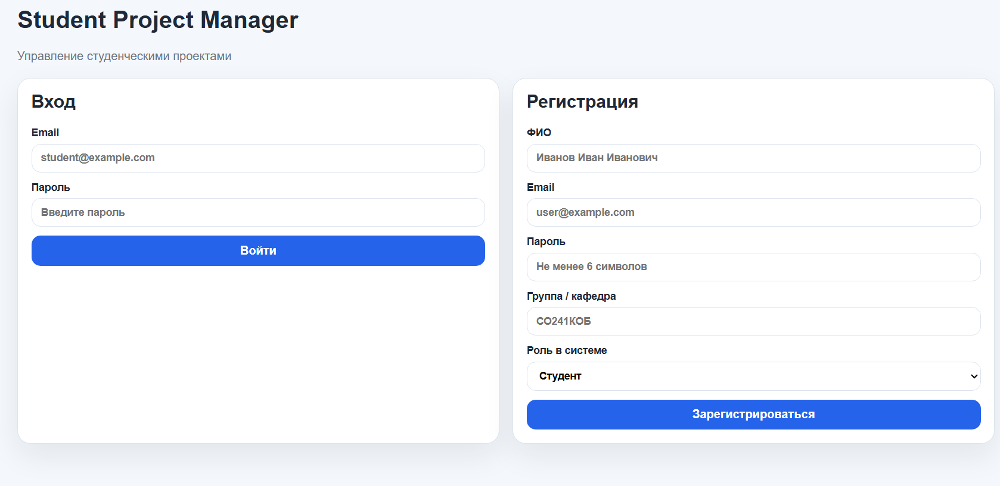 Student Project Manager
Управление студенческими проектами
Вход
Email
student@example.com
Пароль
Введите пароль
Войти
Регистрация
ФИО
Иванов Иван Иванович
Email
user@example.com
Пароль
Не менее 6 символов
Группа / кафедра
СО241КОБ
Роль в системе
Студент
Зарегистрироваться